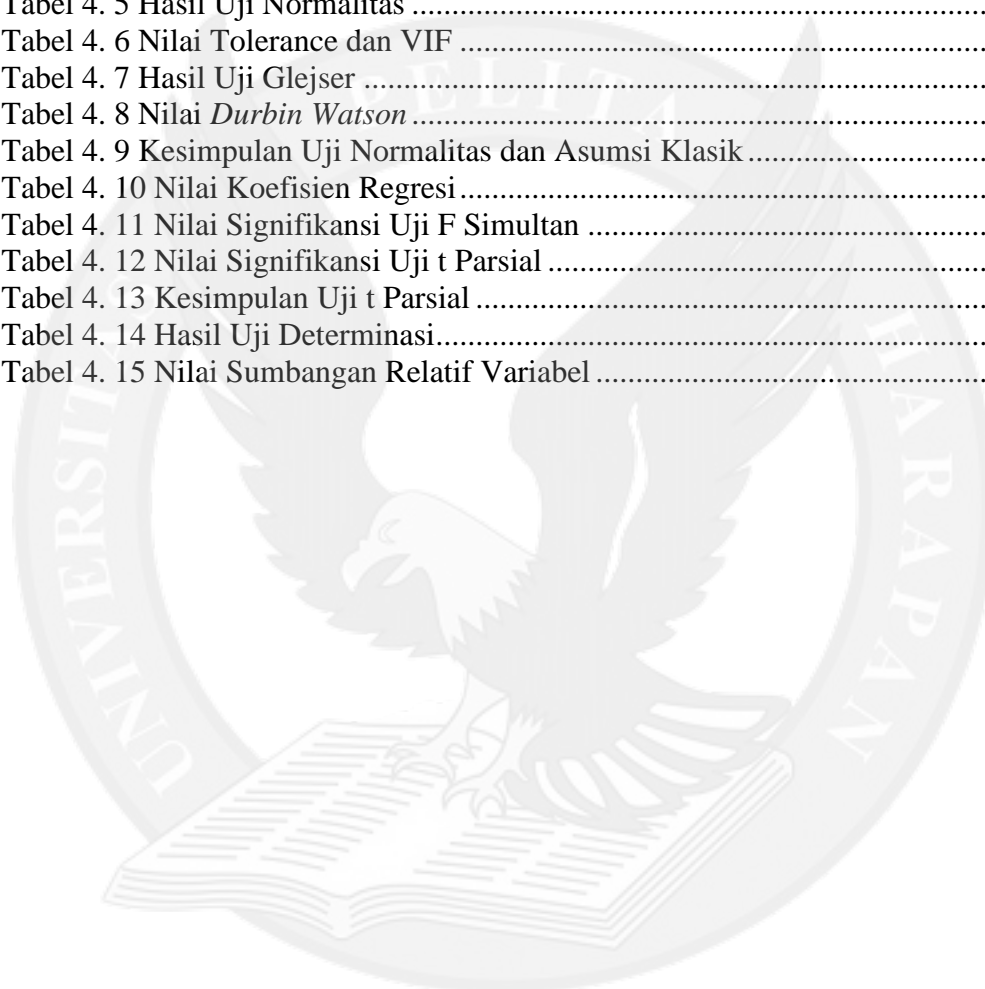 Tabel 4. 5 Hasil Uji Normalitas ........................................................................
Tabel 4. 6 Nilai Tolerance dan VIF ................................................................
Tabel 4. 7 Hasil Uji Glejser .............................................................................
Tabel 4. 8 Nilai Durbin Watson .......................................................................
Tabel 4. 9 Kesimpulan Uji Normalitas dan Asumsi Klasik .............................
Tabel 4. 10 Nilai Koefisien Regresi .................................................................
Tabel 4. 11 Nilai Signifikansi Uji F Simultan .................................................
Tabel 4. 12 Nilai Signifikansi Uji t Parsial ......................................................
Tabel 4. 13 Kesimpulan Uji t Parsial ...............................................................
Tabel 4. 14 Hasil Uji Determinasi....................................................................
Tabel 4. 15 Nilai Sumbangan Relatif Variabel ................................................
UNIVERSITAS PELITA HARAPAN